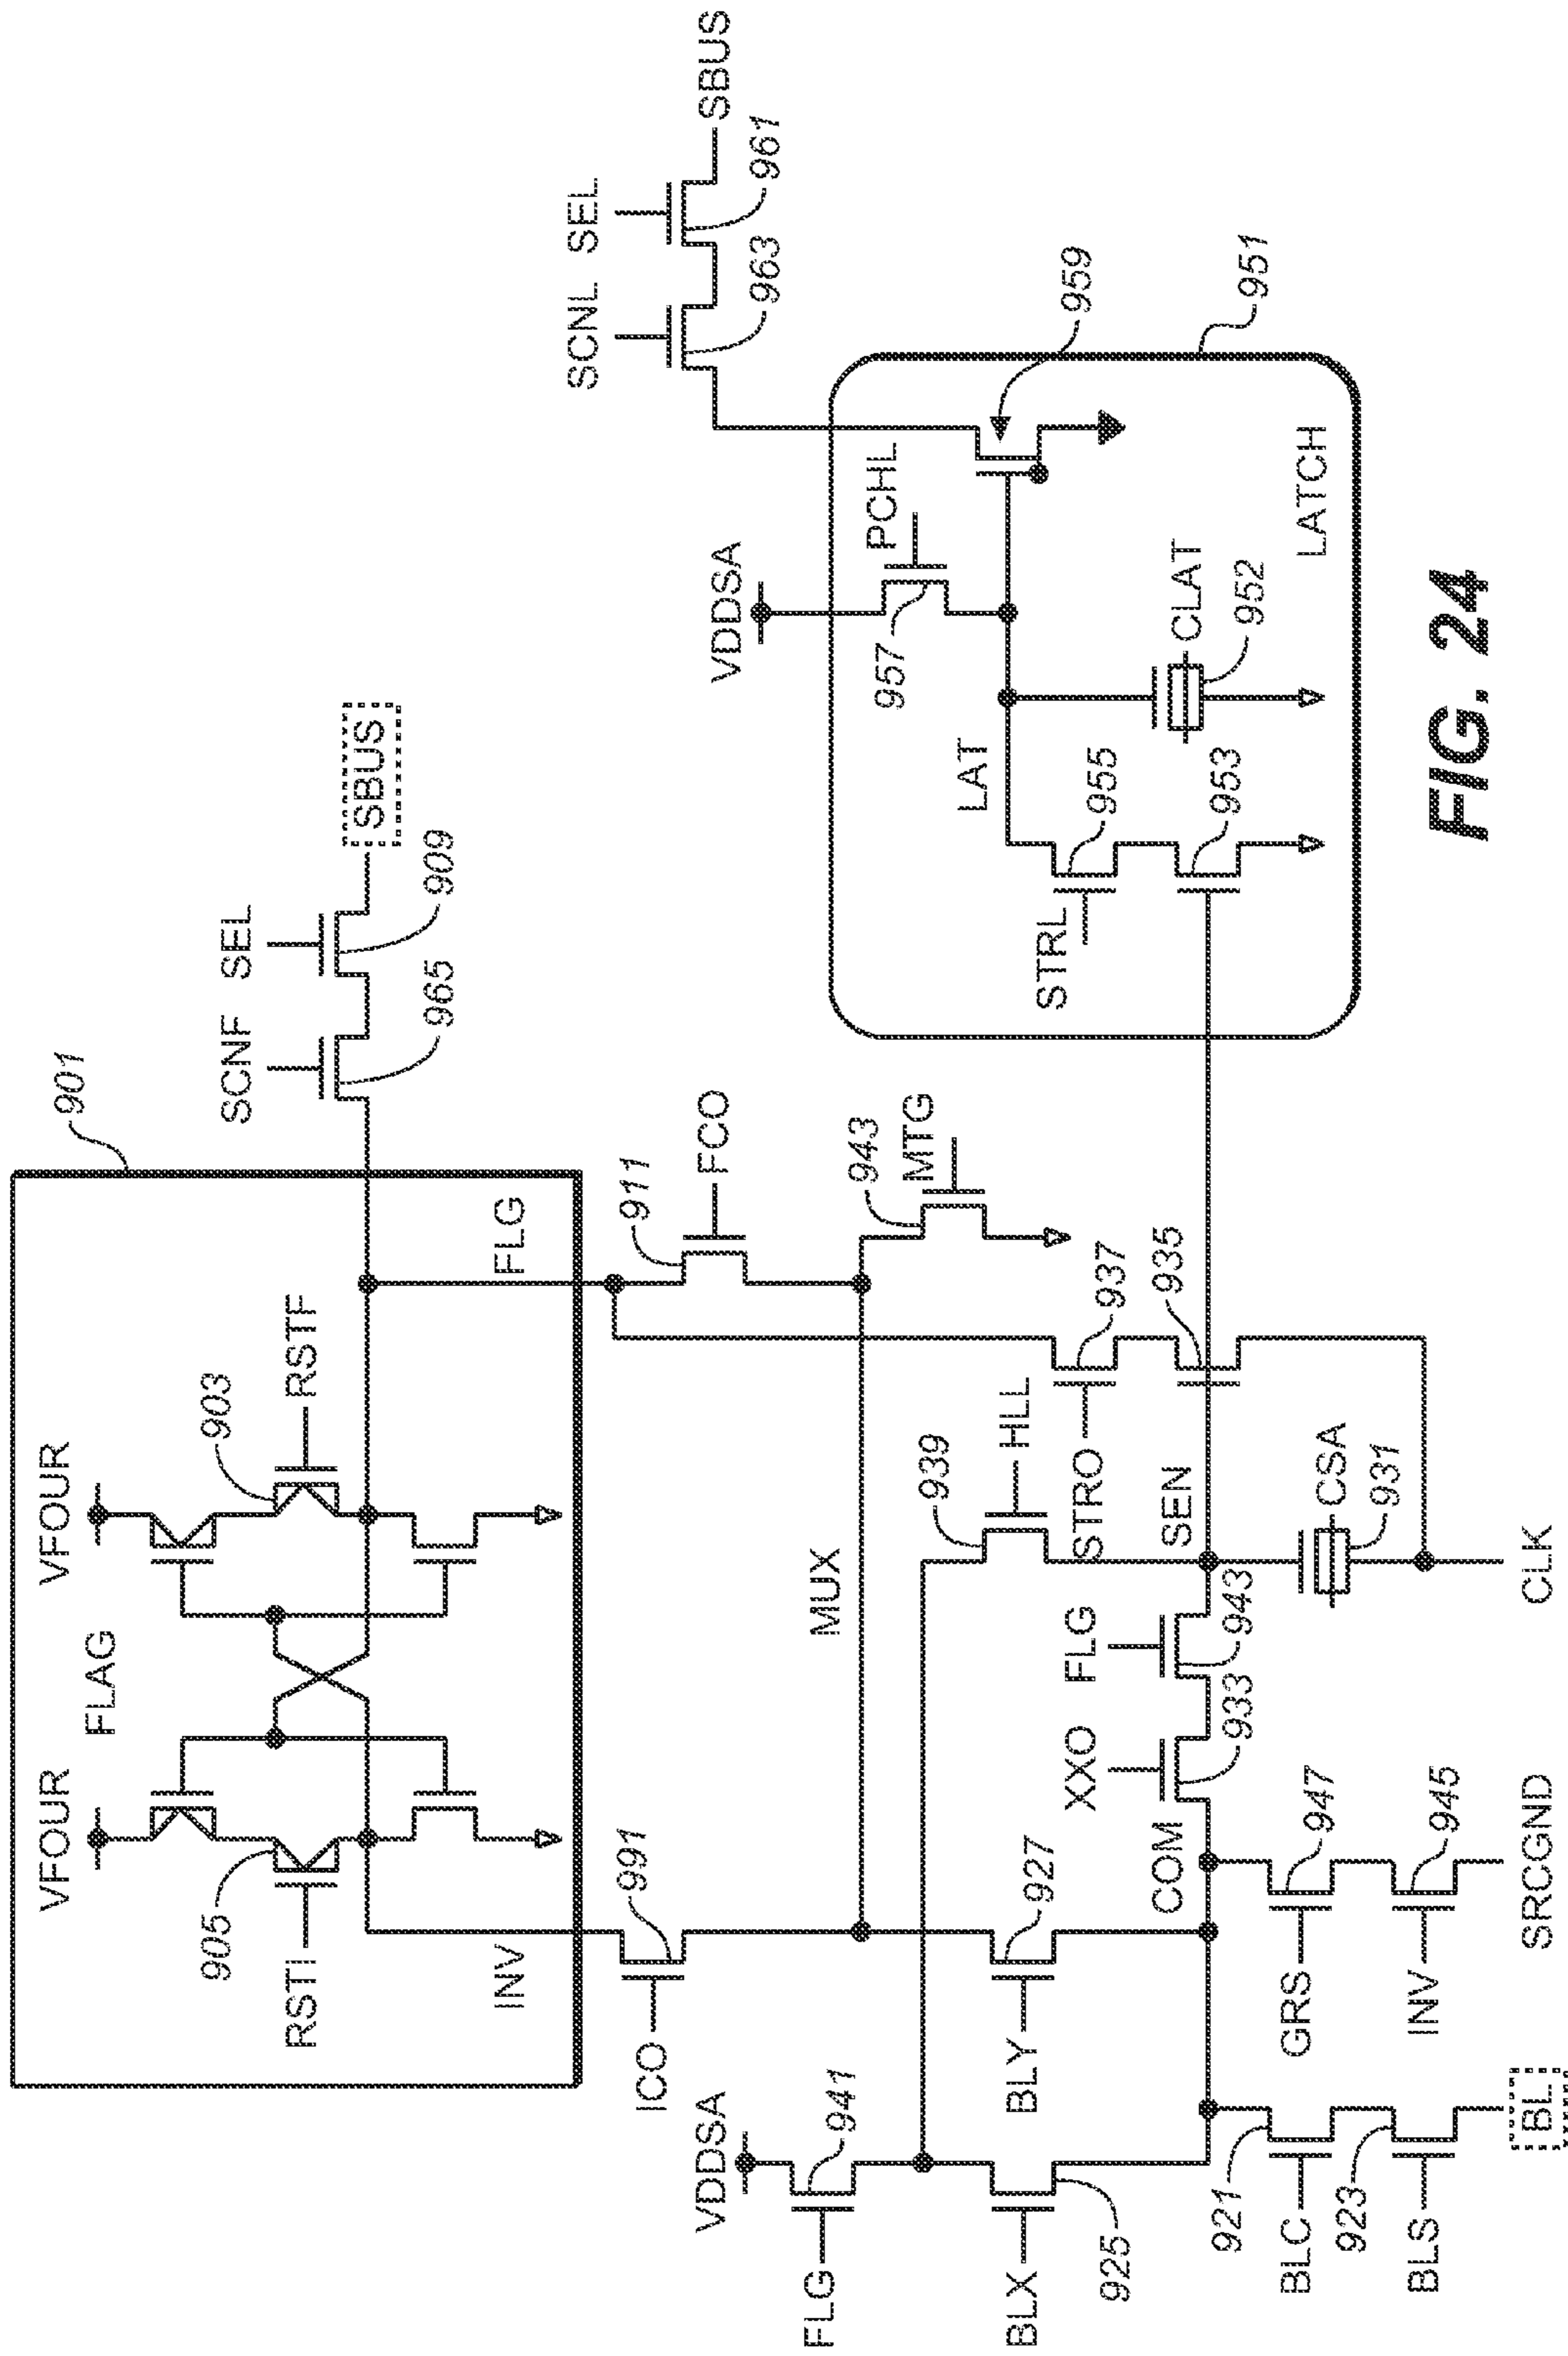 VFOUR
VFOUR
FLAG
901
905
903
RSTI
RSTF
INV
FLG
SCNF
SEL
965
909
SBUS
ICO
991
911
FCO
VDDSA
FLG
941
MUX
943
MTG
939
HLL
BLX
925
BLY
927
STRO
937
SEN
935
COM
XXO
933
FLG
943
BLC
921
BLS
923
BL
GRS
947
INV
945
SRCGND
CSA
931
CLK
SCNL
SEL
963
961
SBUS
VDDSA
957
PCHL
959
LAT
STRL
955
953
CLAT
952
LATCH
951
FIG. 24